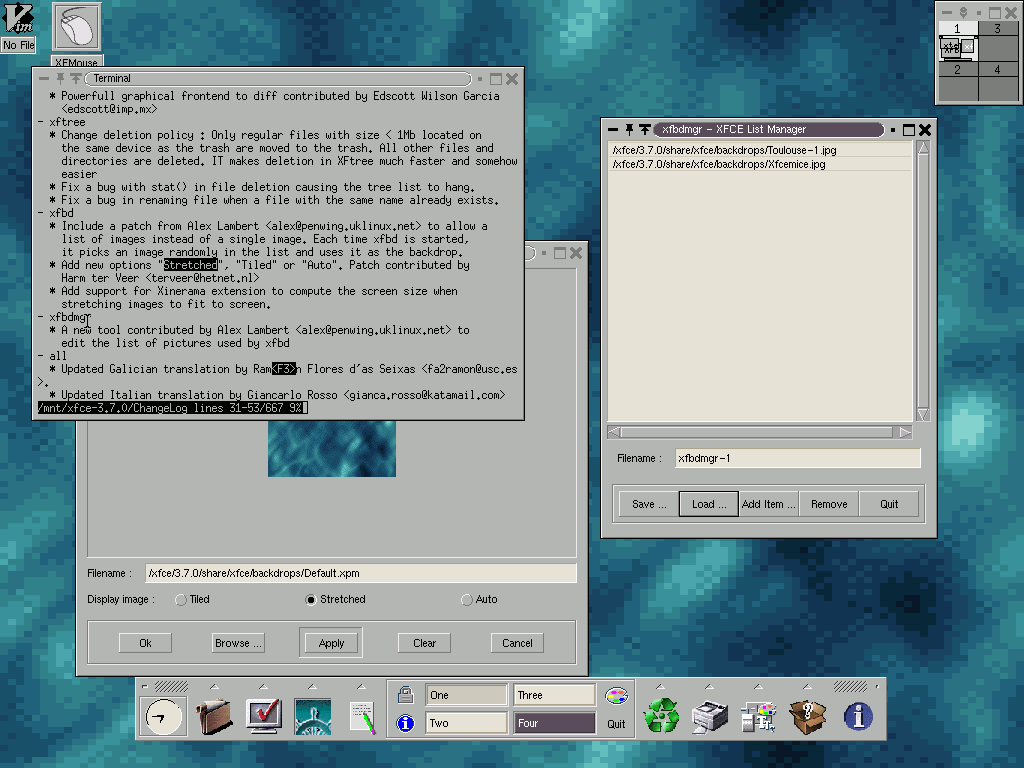 Vim
No File
XFMouse
1
3
2
4
Terminal
* Powerfull graphical frontend to diff contributed by Edscott Wilson Garcia
<edscott@imp.mx>
- xftree
* Change deletion policy : Only regular files with size < 1Mb located on
the same device as the trash are moved to the trash. All other files and
directories are deleted. IT makes deletion in XFtree much faster and somehow
easier
* Fix a bug with stat() in file deletion causing the tree list to hang.
* Fix a bug in renaming file when a file with the same name already exists.
- xfbd
* Include a patch from Alex Lambert <alex@penwing.uklinux.net> to allow a
list of images instead of a single image. Each time xfbd is started,
it picks an image randomly in the list and uses it as the backdrop.
* Add new options "Stretched", "Tiled" or "Auto". Patch contributed by
Harm ter Veer <terveer@hetnet.nl>
* Add support for Xinerama extension to compute the screen size when
stretching images to fit to screen.
- xfbdmgr
* A new tool contributed by Alex Lambert <alex@penwing.uklinux.net> to
edit the list of pictures used by xfbd
- all
* Updated Galician translation by Ram<F3>n Flores d'as Seixas <fa2ramon@usc.es
>.
* Updated Italian translation by Giancarlo Rosso <gianca.rosso@katamail.com>
/mnt/xfce-3.7.0/ChangeLog lines 31-53/667 9%
xfbdmgr - XFCE List Manager
/xfce/3.7.0/share/xfce/backdrops/Toulouse-1.jpg
/xfce/3.7.0/share/xfce/backdrops/Xfcemice.jpg
Filename : xfbdmgr-1
Save ... Load ... Add Item ... Remove Quit
Filename : /xfce/3.7.0/share/xfce/backdrops/Default.xpm
Display image : Tiled Stretched Auto
Ok Browse ... Apply Clear Cancel
One Three
Two Four Quit